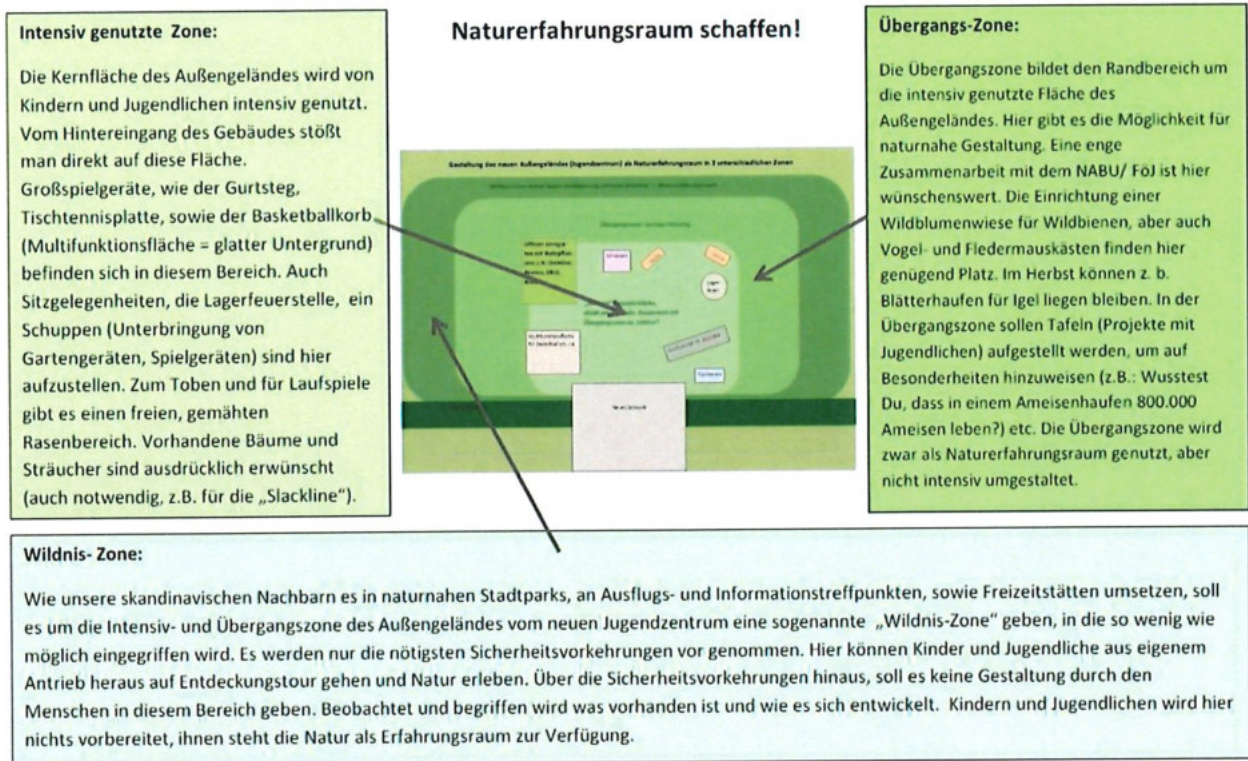 Naturerfahrungsraum schaffen!
Intensiv genutzte Zone:
Die Kernfläche des Außengeländes wird von
Kindern und Jugendlichen intensiv genutzt.
Vom Hintereingang des Gebäudes stößt
man direkt auf diese Fläche.
Großspielgeräte, wie der Gurtsteg,
Tischtennisplatte, sowie der Basketballkorb
(Multifunktionsfläche = glatter Untergrund)
befinden sich in diesem Bereich. Auch
Sitzgelegenheiten, die Lagerfeuerstelle, ein
Schuppen (Unterbringung von
Gartengeräten, Spielgeräten) sind hier
aufzustellen. Zum Toben und für Laufspiele
gibt es einen freien, gemähten
Rasenbereich. Vorhandene Bäume und
Sträucher sind ausdrücklich erwünscht
(auch notwendig, z.B. für die „Slackline").
Gestaltung des neuen Außengeländes (Jugendzentrum) als Naturerfahrungsraum in 3 unterschiedlichen Zonen
Übergangs-Zone:
Die Übergangszone bildet den Randbereich um
die intensiv genutzte Fläche des
Außengeländes. Hier gibt es die Möglichkeit für
naturnahe Gestaltung. Eine enge
Zusammenarbeit mit dem NABU/ FöJ ist hier
wünschenswert. Die Einrichtung einer
Wildblumenwiese für Wildbienen, aber auch
Vogel- und Fledermauskästen finden hier
genügend Platz. Im Herbst können z. b.
Blätterhaufen für Igel liegen bleiben. In der
Übergangszone sollen Tafeln (Projekte mit
Jugendlichen) aufgestellt werden, um auf
Besonderheiten hinzuweisen (z.B.: Wusstest
Du, dass in einem Ameisenhaufen 800.000
Ameisen leben?) etc. Die Übergangszone wird
zwar als Naturerfahrungsraum genutzt, aber
nicht intensiv umgestaltet.
Wildnis- Zone:
Wie unsere skandinavischen Nachbarn es in naturnahen Stadtparks, an Ausflugs- und Informationstreffpunkten, sowie Freizeitstätten umsetzen, soll
es um die Intensiv- und Übergangszone des Außengeländes vom neuen Jugendzentrum eine sogenannte „Wildnis-Zone" geben, in die so wenig wie
möglich eingegriffen wird. Es werden nur die nötigsten Sicherheitsvorkehrungen vor genommen. Hier können Kinder und Jugendliche aus eigenem
Antrieb heraus auf Entdeckungstour gehen und Natur erleben. Über die Sicherheitsvorkehrungen hinaus, soll es keine Gestaltung durch den
Menschen in diesem Bereich geben. Beobachtet und begriffen wird was vorhanden ist und wie es sich entwickelt. Kindern und Jugendlichen wird hier
nichts vorbereitet, ihnen steht die Natur als Erfahrungsraum zur Verfügung.